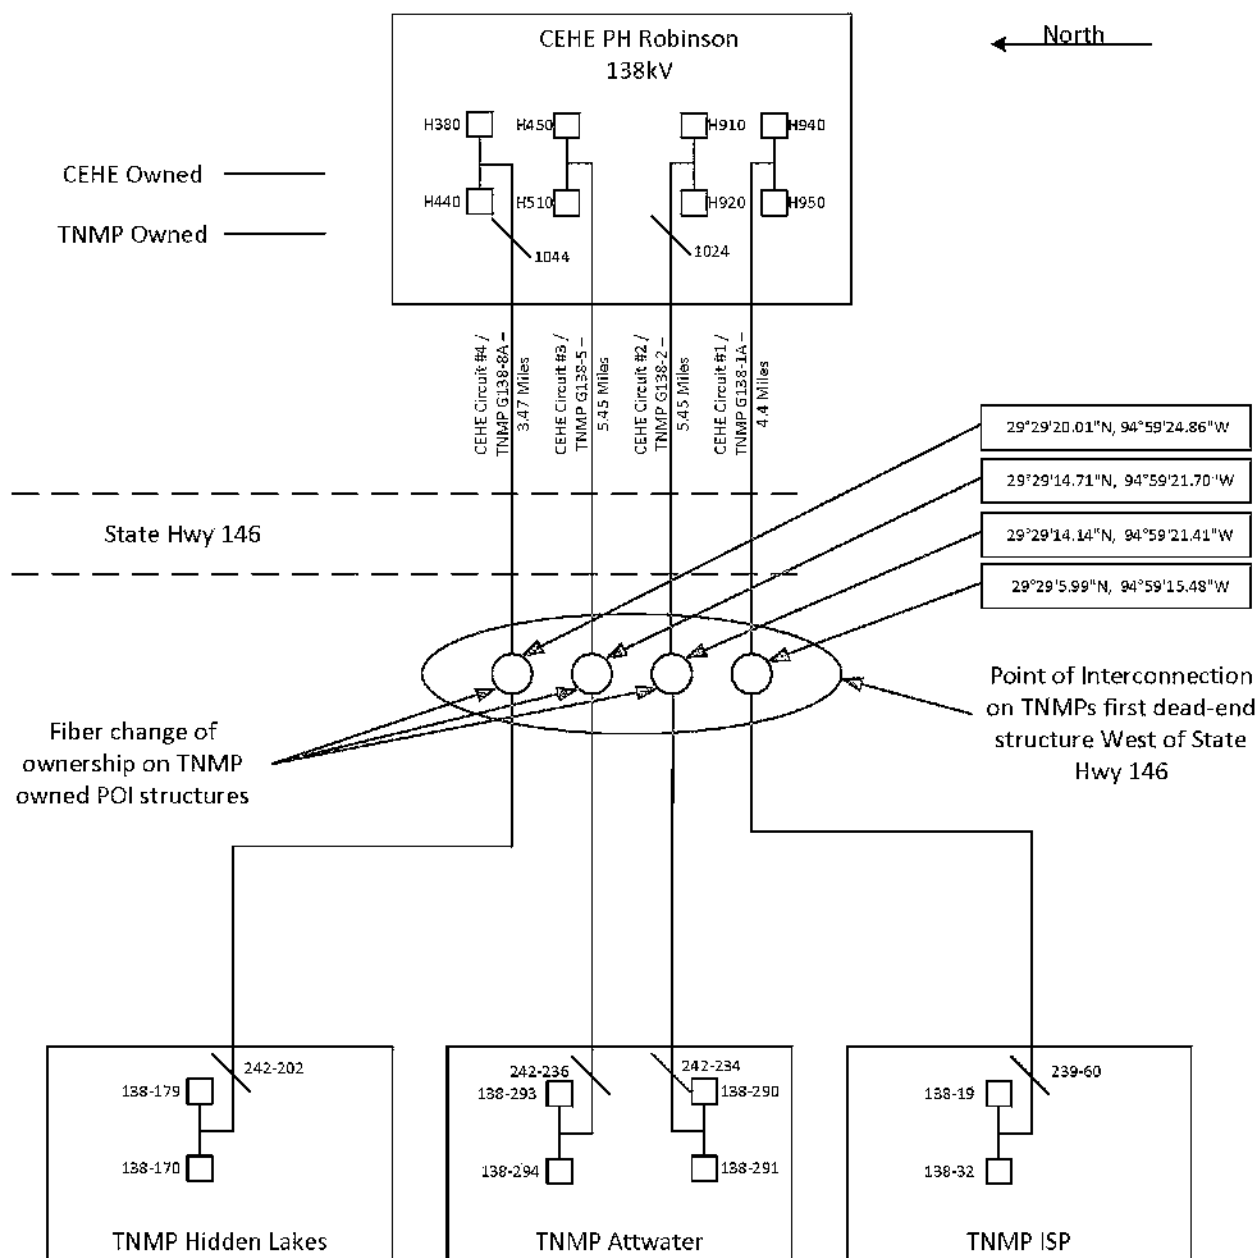 CEHE PH Robinson
138kV
North
H380
H450
H910
H940
H440
H510
H920
H950
1044
1024
CEHE Owned
TNMP Owned
CEHE Circuit #4 /
TNMP G138-8A –
3.47 Miles
CEHE Circuit #3 /
TNMP G138-5 –
5.45 Miles
CEHE Circuit #2 /
TNMP G138-2 –
5.45 Miles
CEHE Circuit #1 /
TNMP G138-1A –
4.4 Miles
29°29'20.01"N, 94°59'24.86"W
29°29'14.71"N, 94°59'21.70"W
29°29'14.14"N, 94°59'21.41"W
29°29'5.99"N, 94°59'15.48"W
State Hwy 146
Point of Interconnection
on TNMPs first dead-end
structure West of State
Hwy 146
Fiber change of
ownership on TNMP
owned POI structures
242-202
138-179
138-170
TNMP Hidden Lakes
242-236
242-234
138-293
138-290
138-294
138-291
TNMP Attwater
239-60
138-19
138-32
TNMP ISP